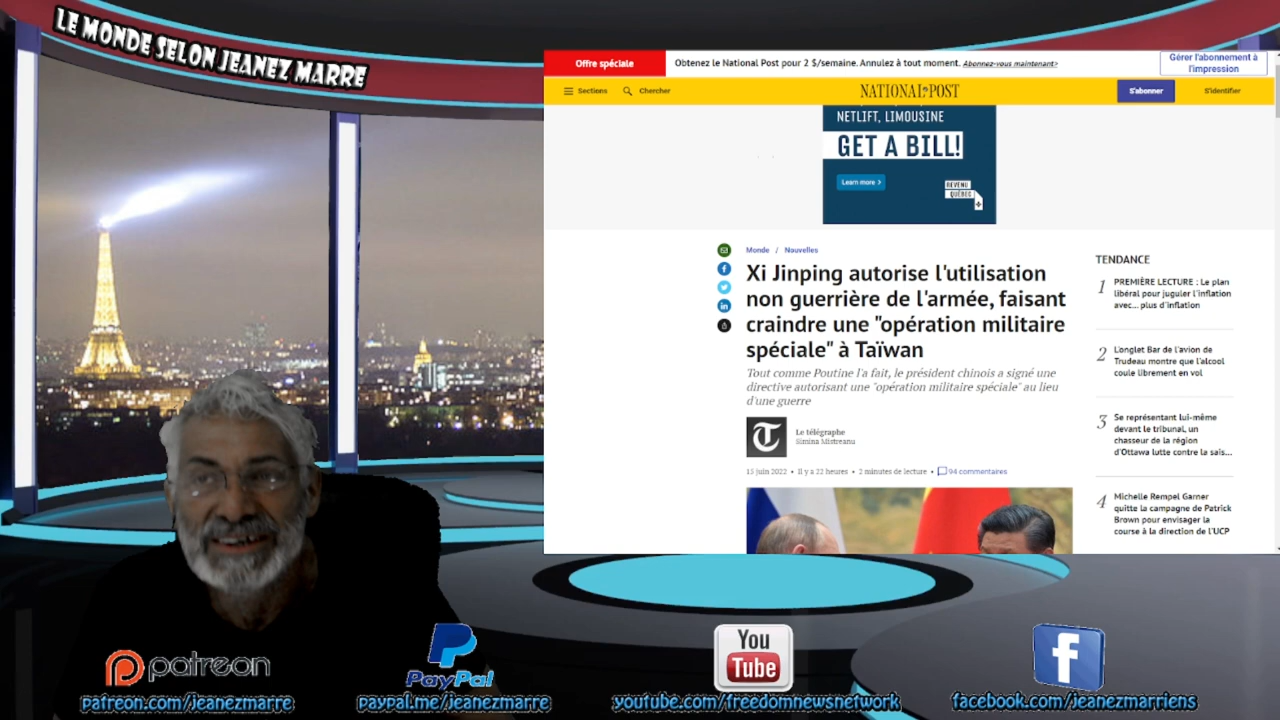 LE MONDE SELON JEANEZ MARRE
Offre spéciale
Obtenez le National Post pour 2 $/semaine. Annulez à tout moment. Abonnez-vous maintenant>
Gérer l'abonnement à
l'impression
Sections
Chercher
NATIONAL POST
S'abonner
S'identifier
NETLIFT, LIMOUSINE
GET A BILL!
Learn more >
REVENU
QUÉBEC
Monde / Nouvelles
Xi Jinping autorise l'utilisation
non guerrière de l'armée, faisant
craindre une "opération militaire
spéciale" à Taïwan
Tout comme Poutine l'a fait, le président chinois a signé une
directive autorisant une "opération militaire spéciale" au lieu
d'une guerre
Le télégraphe
Simina Mistreanu
15 juin 2022 • Il y a 22 heures • 2 minutes de lecture • 94 commentaires
TENDANCE
1 PREMIÈRE LECTURE : Le plan
libéral pour juguler l'inflation
avec... plus d'inflation
2 L'onglet Bar de l'avion de
Trudeau montre que l'alcool
coule librement en vol
3 Se représentant lui-même
devant le tribunal, un
chasseur de la région
d'Ottawa lutte contre la sais...
4 Michelle Rempel Garner
quitte la campagne de Patrick
Brown pour envisager la
course à la direction de l'UCP
patreon
patreon.com/jeanezmarre
PayPal
paypal.me/jeanezmarre
You
Tube
youtube.com/freedomnewsnetwork
f
facebook.com/jeanezmarriens